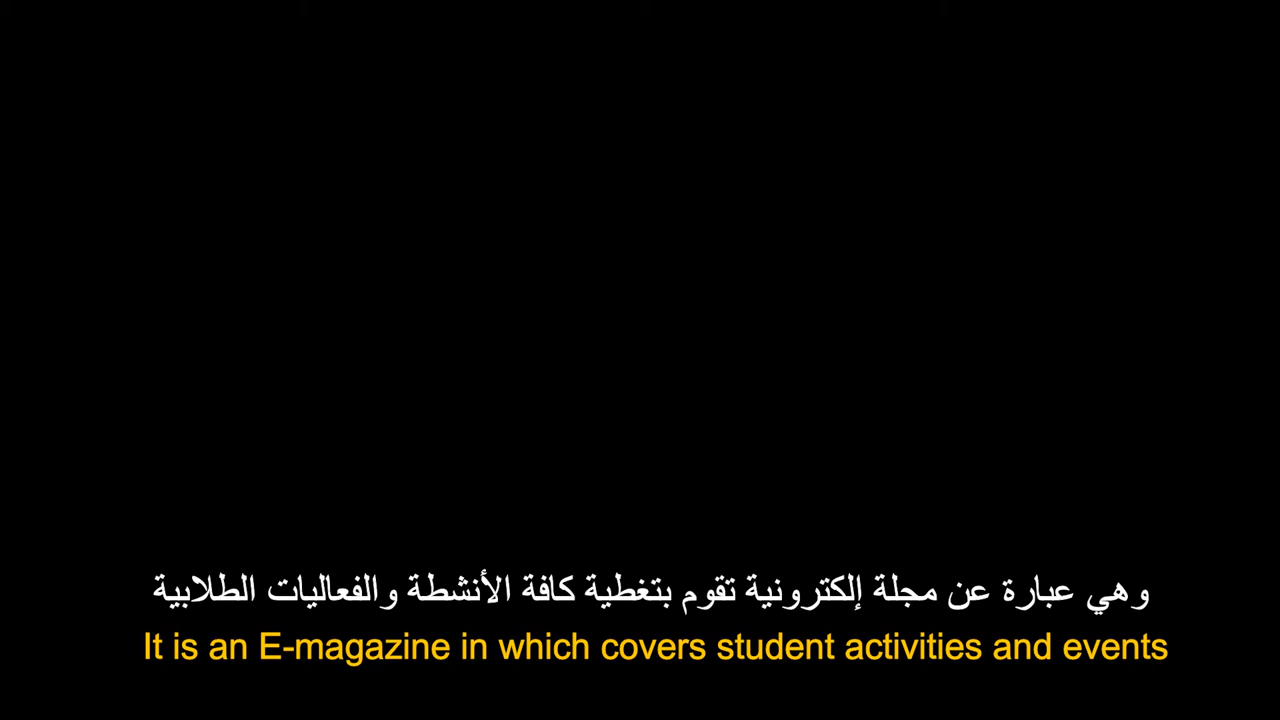 وهي عبارة عن مجلة إلكترونية تقوم بتغطية كافة الأنشطة والفعاليات الطلابية
It is an E-magazine in which covers student activities and events